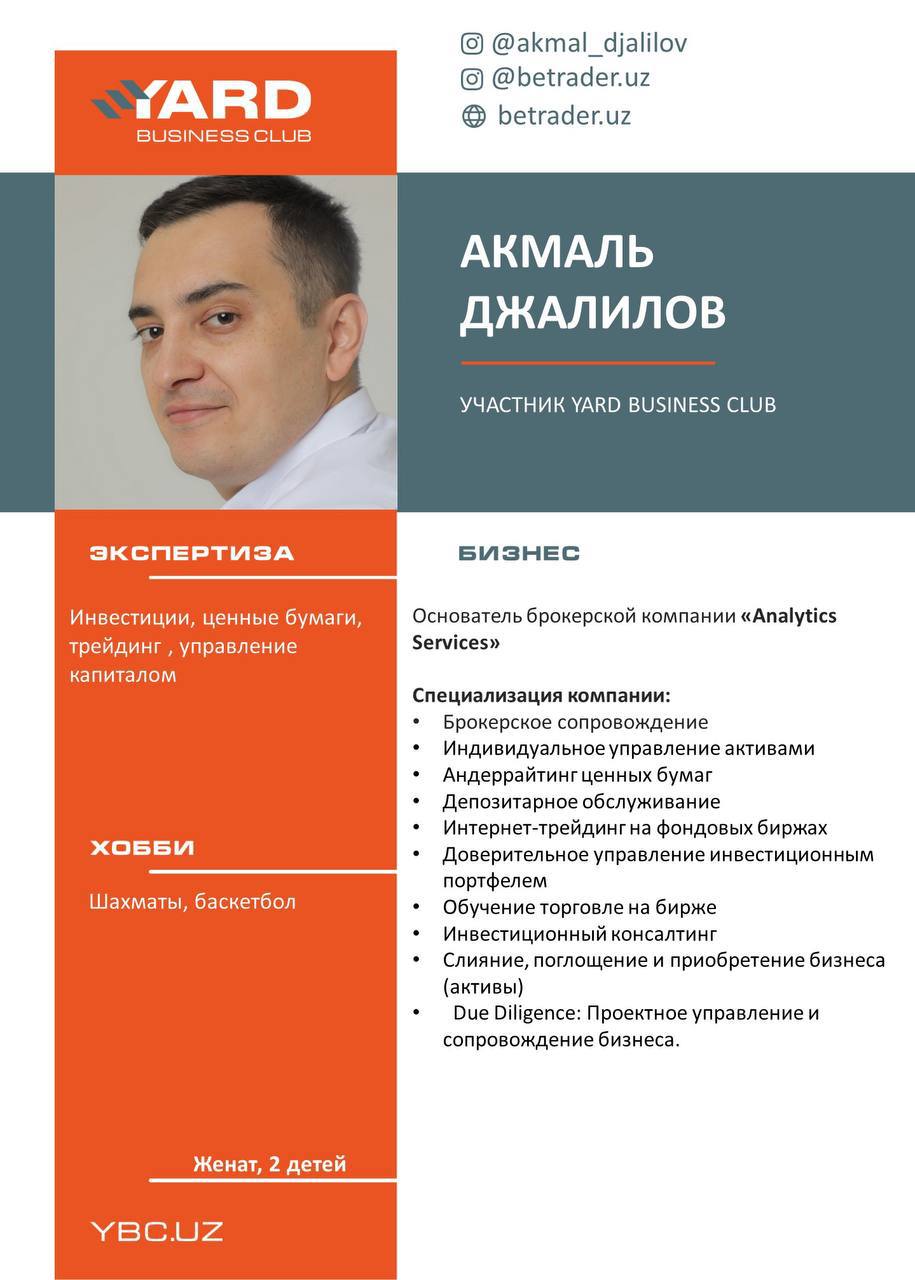 @akmal_djalilov
@betrader.uz
betrader.uz
YARD
BUSINESS CLUB
АКМАЛЬ
ДЖАЛИЛОВ
УЧАСТНИК YARD BUSINESS CLUB
ЭКСПЕРТИЗА
Инвестиции, ценные бумаги,
трейдинг , управление
капиталом
ХОББИ
Шахматы, баскетбол
Женат, 2 детей
YBC.UZ
БИЗНЕС
Основатель брокерской компании «Analytics
Services»
Специализация компании:
• Брокерское сопровождение
• Индивидуальное управление активами
• Андеррайтинг ценных бумаг
• Депозитарное обслуживание
• Интернет-трейдинг на фондовых биржах
• Доверительное управление инвестиционным
портфелем
• Обучение торговле на бирже
• Инвестиционный консалтинг
• Слияние, поглощение и приобретение бизнеса
(активы)
• Due Diligence: Проектное управление и
сопровождение бизнеса.